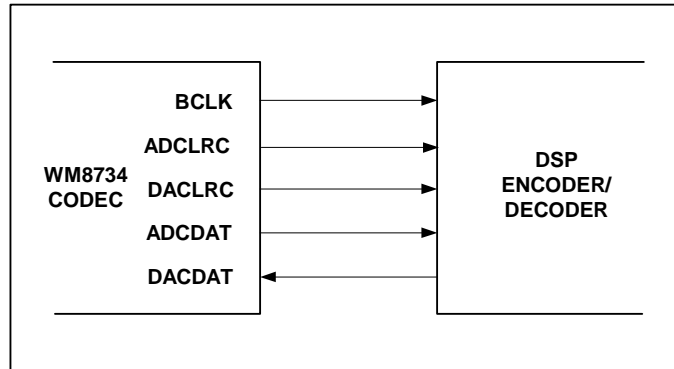 WM8734
CODEC
BCLK
ADCLRC
DACLRC
ADCDAT
DACDAT
DSP
ENCODER/
DECODER